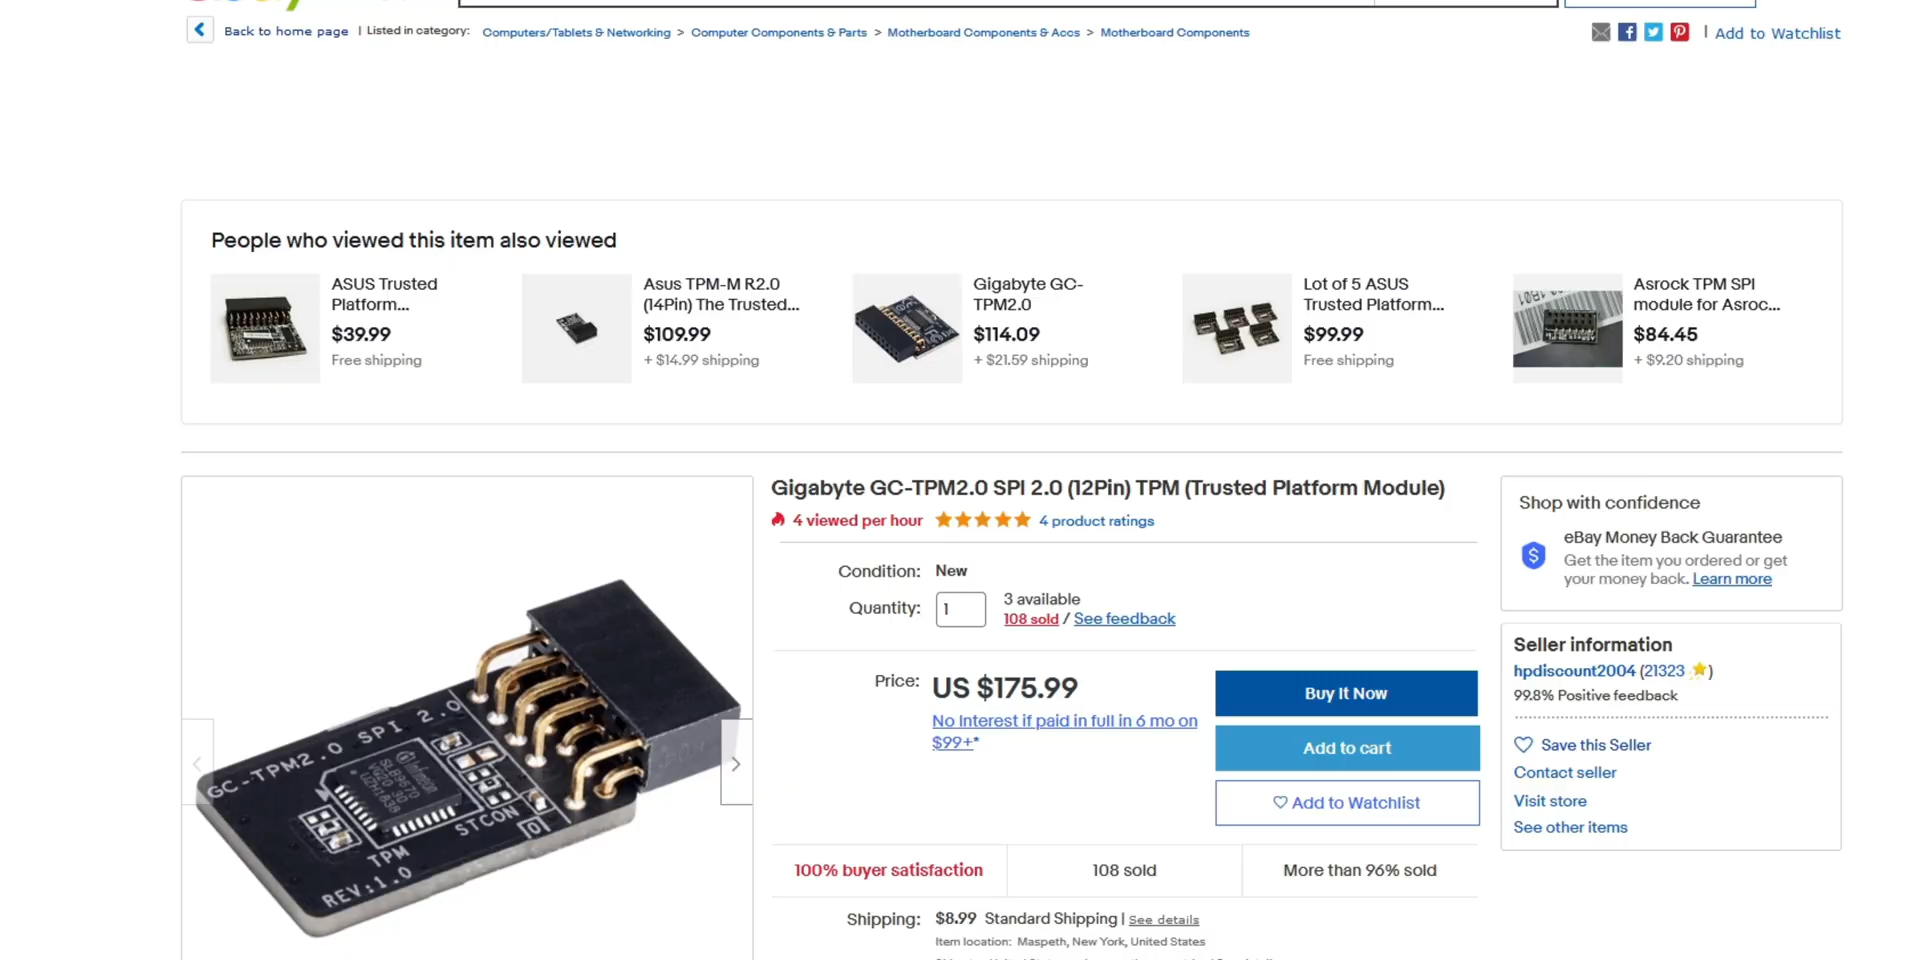 Back to home page | Listed in category: Computers/Tablets & Networking > Computer Components & Parts > Motherboard Components & Accs > Motherboard Components
| Add to Watchlist
People who viewed this item also viewed
ASUS Trusted
Platform...
$39.99
Free shipping
Asus TPM-M R2.0
(14Pin) The Trusted...
$109.99
+ $14.99 shipping
Gigabyte GC-
TPM2.0
$114.09
+ $21.59 shipping
Lot of 5 ASUS
Trusted Platform...
$99.99
Free shipping
Asrock TPM SPI
module for Asroc...
$84.45
+ $9.20 shipping
GC-TPM2.0 SPI 2.0
STCON
TPM
REV:1.0
Gigabyte GC-TPM2.0 SPI 2.0 (12Pin) TPM (Trusted Platform Module)
4 viewed per hour
4 product ratings
Condition: New
Quantity: 1
3 available
108 sold / See feedback
Price: US $175.99
No Interest if paid in full in 6 mo on
$99+*
Buy It Now
Add to cart
Add to Watchlist
100% buyer satisfaction
108 sold
More than 96% sold
Shipping: $8.99 Standard Shipping | See details
Item location: Maspeth, New York, United States
Shop with confidence
eBay Money Back Guarantee
Get the item you ordered or get
your money back. Learn more
Seller information
hpdiscount2004 (21323)
99.8% Positive feedback
Save this Seller
Contact seller
Visit store
See other items